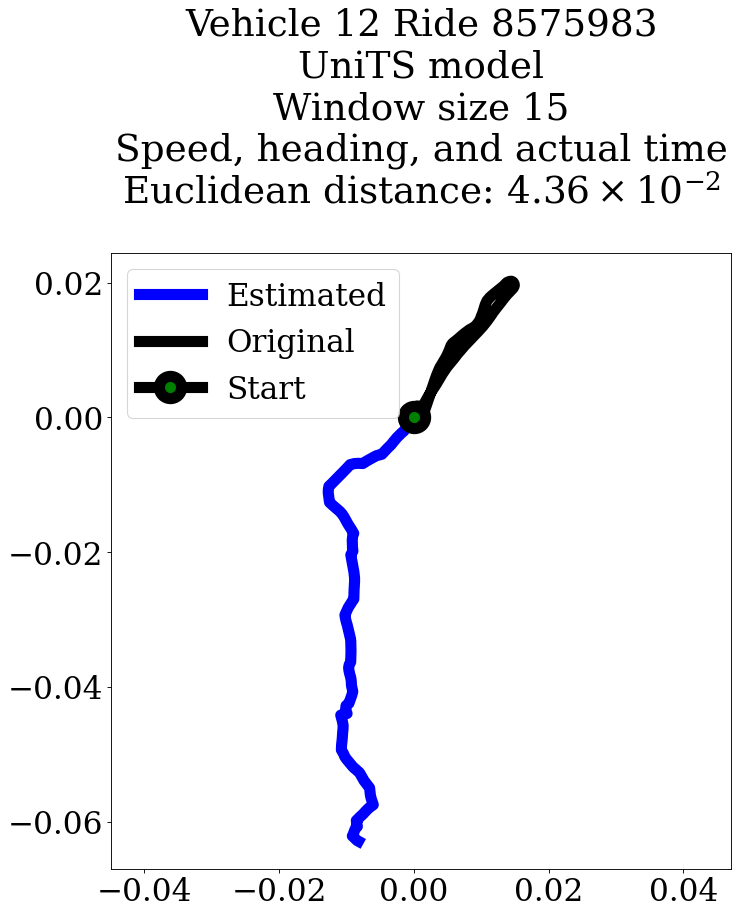 Vehicle 12 Ride 8575983
UniTS model
Window size 15
Speed, heading, and actual time
Euclidean distance: 4.36 × 10⁻²
Estimated
Original
Start
0.02
0.00
−0.02
−0.04
−0.06
−0.04 −0.02 0.00 0.02 0.04